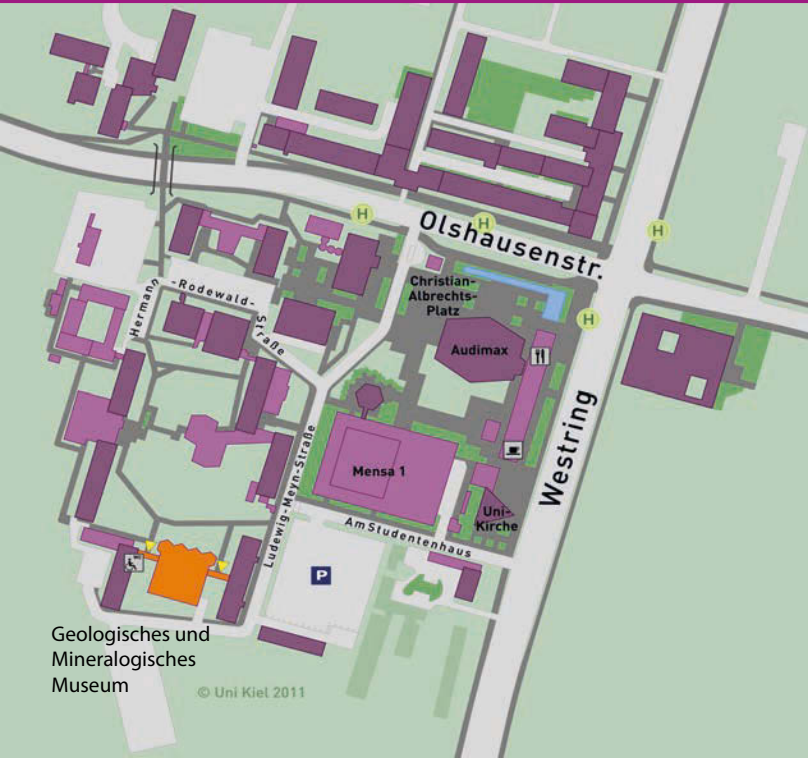 H
H
H
Olshausenstr.
Christian-
Albrechts-
Platz
Hermann
-Rodewald-
Straße
H
Audimax
Westring
Ludewig-Meyn-Straße
Mensa 1
Uni-
Kirche
Am Studentenhaus
P
Geologisches und
Mineralogisches
Museum
© Uni Kiel 2011